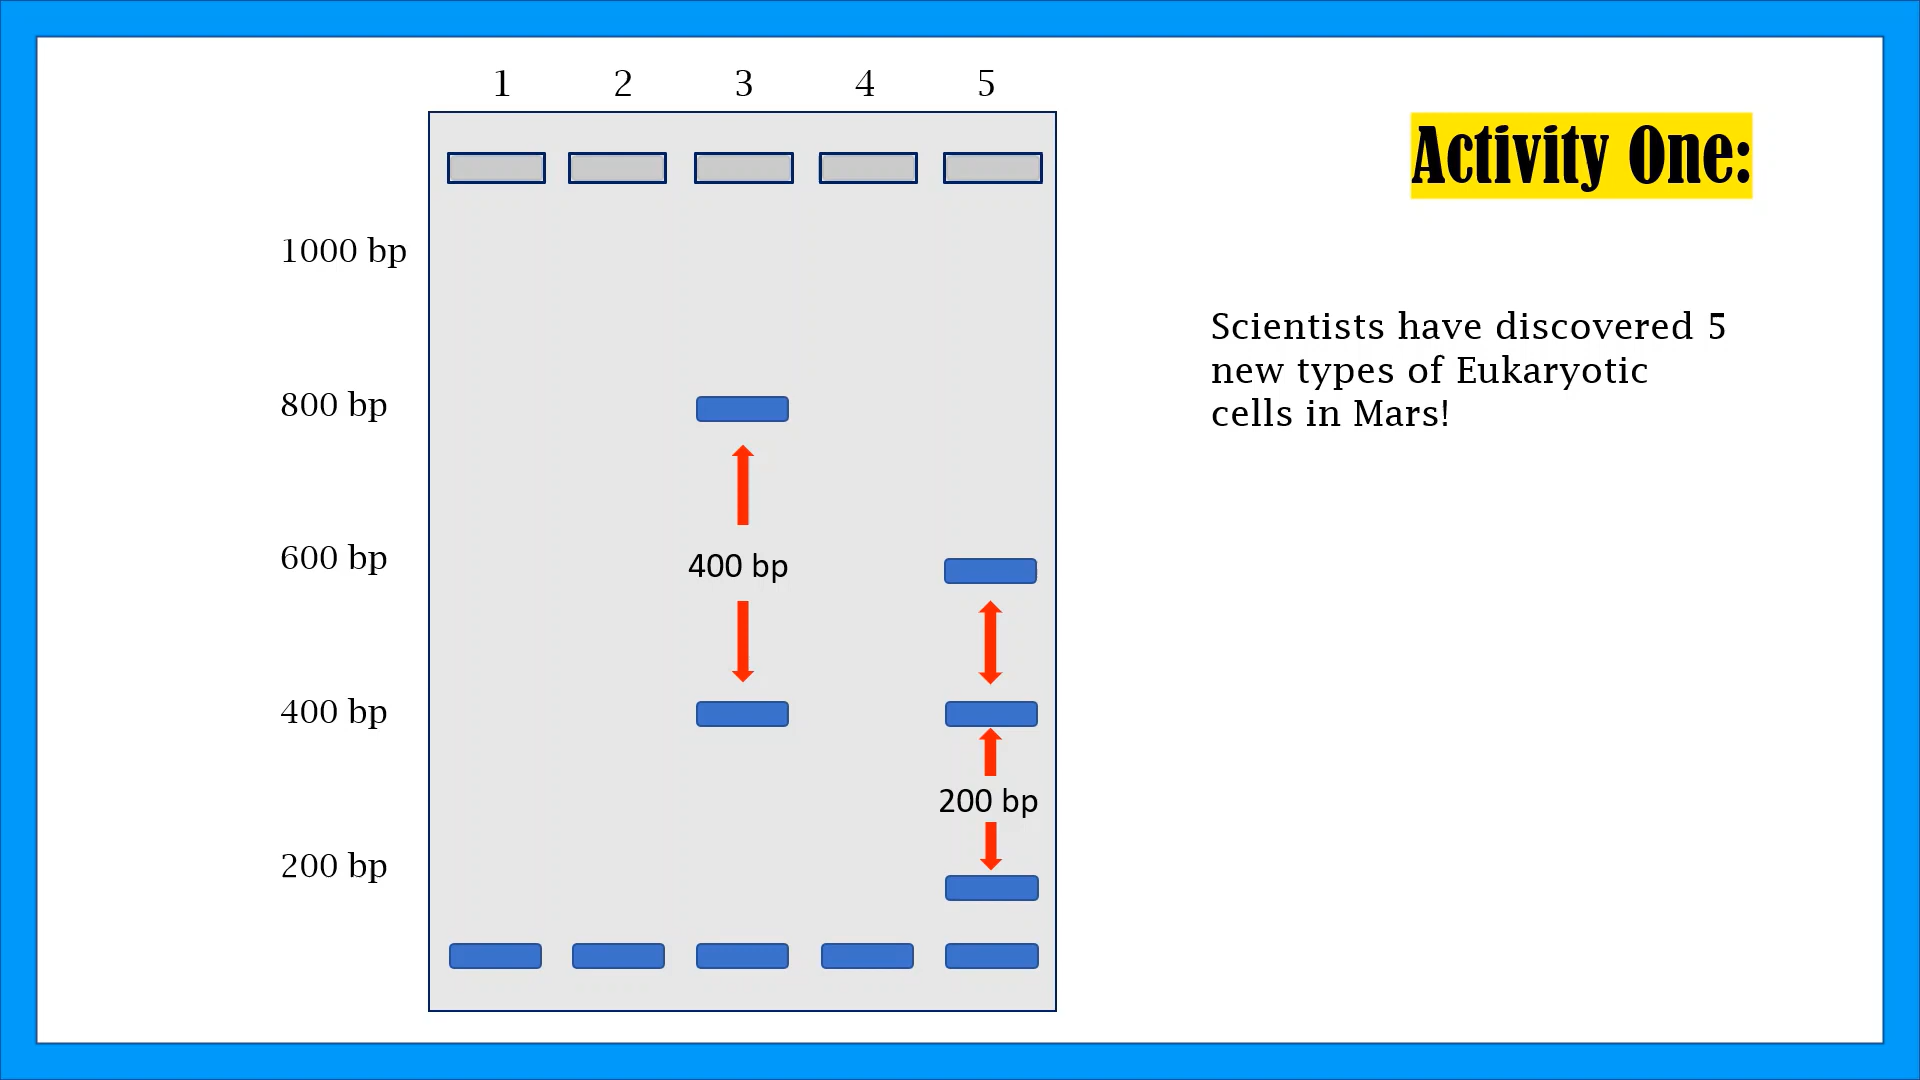 1 2 3 4 5
Activity One:
1000 bp
Scientists have discovered 5
new types of Eukaryotic
cells in Mars!
800 bp
600 bp
400 bp
400 bp
200 bp
200 bp